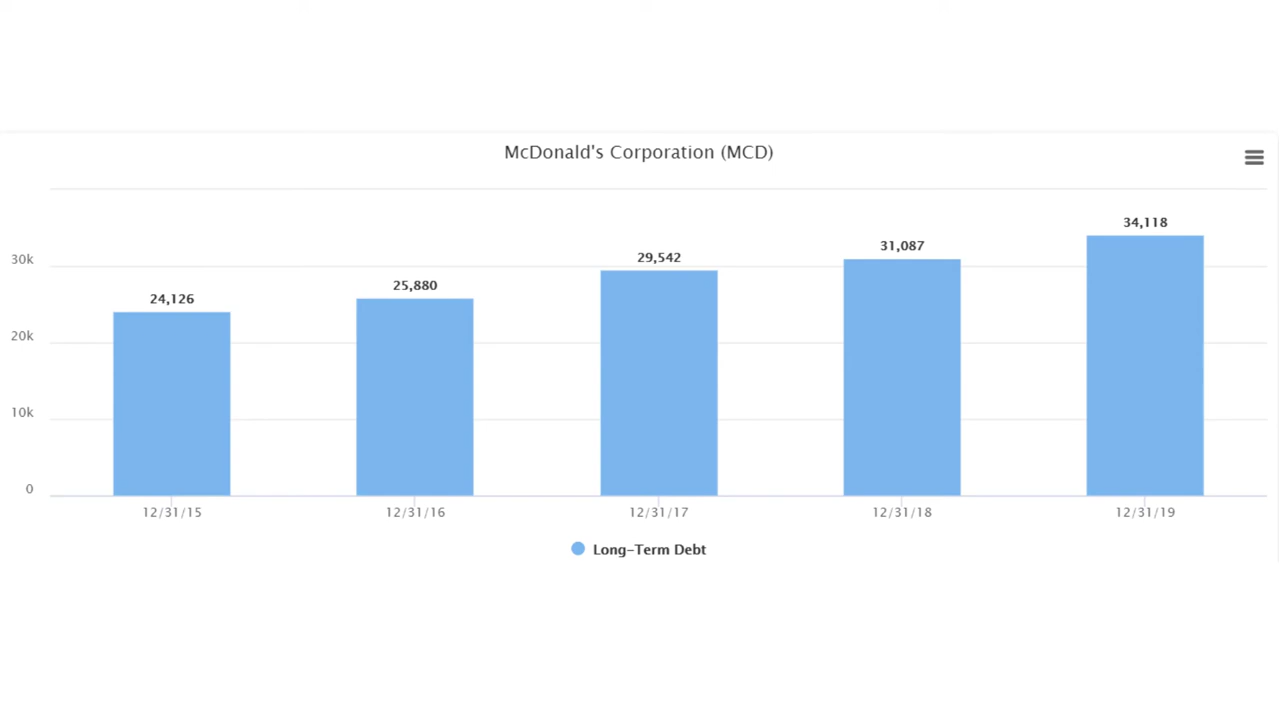 McDonald's Corporation (MCD)
34,118
31,087
29,542
25,880
24,126
30k
20k
10k
0
12/31/15 12/31/16 12/31/17 12/31/18 12/31/19
Long-Term Debt